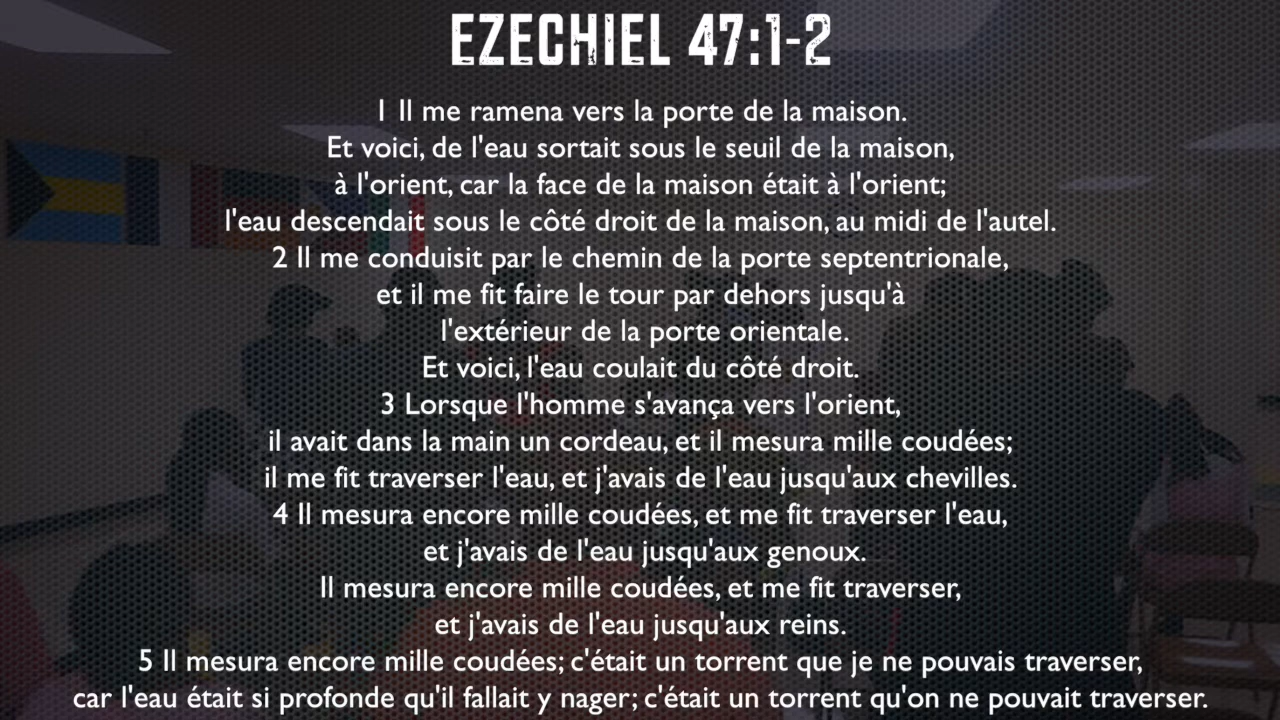 EZECHIEL 47:1-2
1 Il me ramena vers la porte de la maison.
Et voici, de l'eau sortait sous le seuil de la maison,
à l'orient, car la face de la maison était à l'orient;
l'eau descendait sous le côté droit de la maison, au midi de l'autel.
2 Il me conduisit par le chemin de la porte septentrionale,
et il me fit faire le tour par dehors jusqu'à
l'extérieur de la porte orientale.
Et voici, l'eau coulait du côté droit.
3 Lorsque l'homme s'avança vers l'orient,
il avait dans la main un cordeau, et il mesura mille coudées;
il me fit traverser l'eau, et j'avais de l'eau jusqu'aux chevilles.
4 Il mesura encore mille coudées, et me fit traverser l'eau,
et j'avais de l'eau jusqu'aux genoux.
Il mesura encore mille coudées, et me fit traverser,
et j'avais de l'eau jusqu'aux reins.
5 Il mesura encore mille coudées; c'était un torrent que je ne pouvais traverser,
car l'eau était si profonde qu'il fallait y nager; c'était un torrent qu'on ne pouvait traverser.